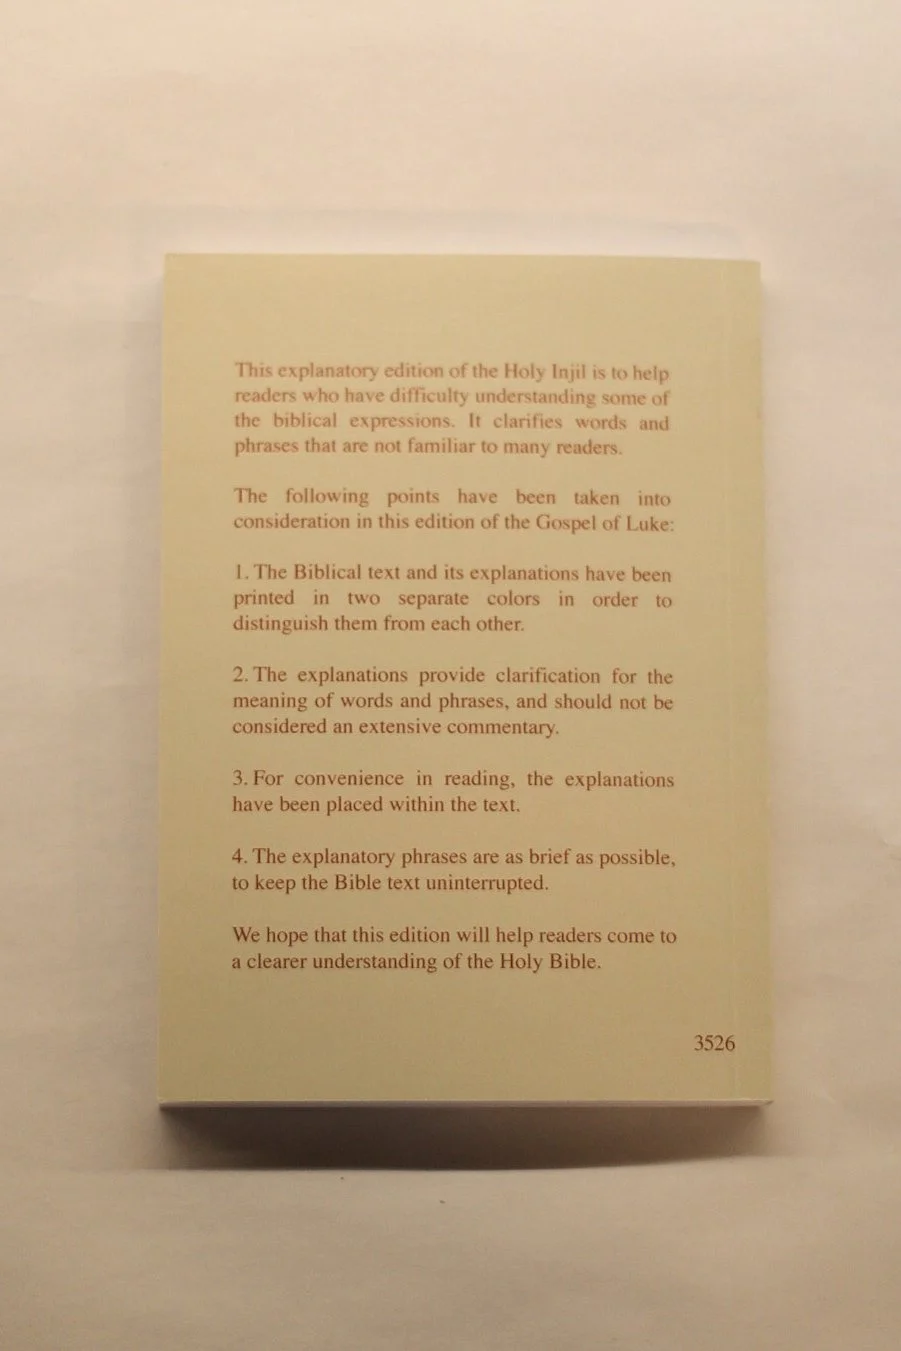 This explanatory edition of the Holy Injil is to help
readers who have difficulty understanding some of
the biblical expressions. It clarifies words and
phrases that are not familiar to many readers.
The following points have been taken into
consideration in this edition of the Gospel of Luke:
1. The Biblical text and its explanations have been
printed in two separate colors in order to
distinguish them from each other.
2. The explanations provide clarification for the
meaning of words and phrases, and should not be
considered an extensive commentary.
3. For convenience in reading, the explanations
have been placed within the text.
4. The explanatory phrases are as brief as possible,
to keep the Bible text uninterrupted.
We hope that this edition will help readers come to
a clearer understanding of the Holy Bible.
3526